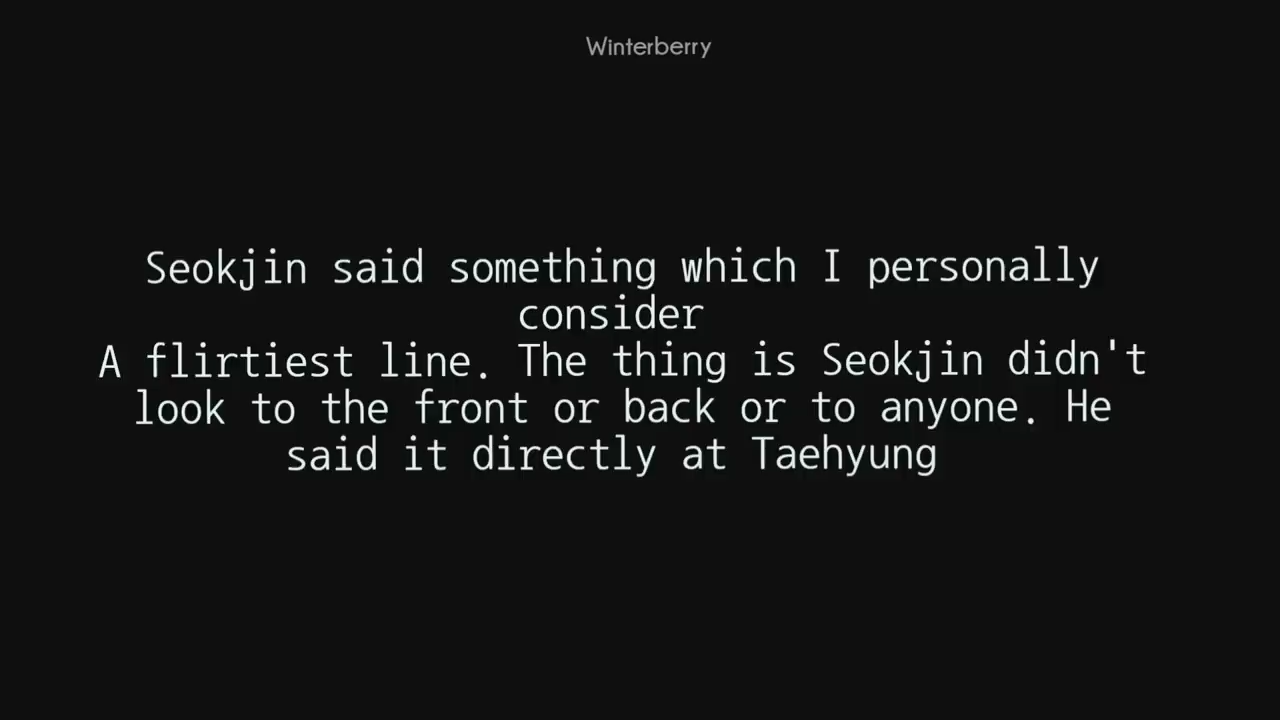 Winterberry
Seokjin said something which I personally
consider
A flirtiest line. The thing is Seokjin didn't
look to the front or back or to anyone. He
said it directly at Taehyung